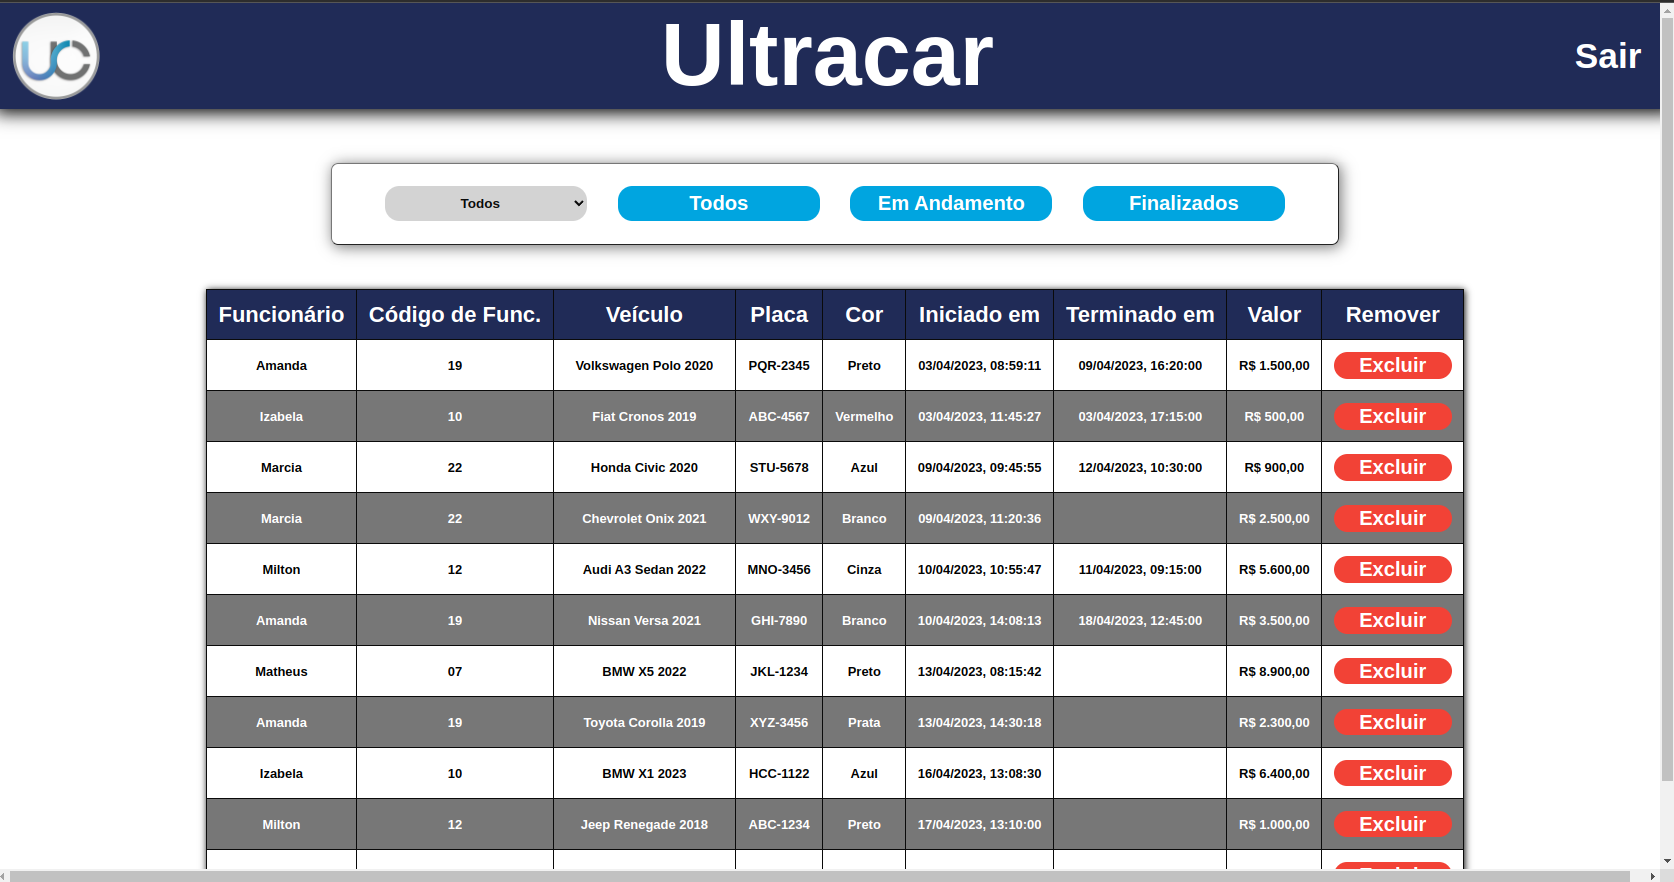 UC
Ultracar
Sair
Todos
Todos
Em Andamento
Finalizados
Funcionário Código de Func. Veículo Placa Cor Iniciado em Terminado em Valor Remover
Amanda 19 Volkswagen Polo 2020 PQR-2345 Preto 03/04/2023, 08:59:11 09/04/2023, 16:20:00 R$ 1.500,00 Excluir
Izabela 10 Fiat Cronos 2019 ABC-4567 Vermelho 03/04/2023, 11:45:27 03/04/2023, 17:15:00 R$ 500,00 Excluir
Marcia 22 Honda Civic 2020 STU-5678 Azul 09/04/2023, 09:45:55 12/04/2023, 10:30:00 R$ 900,00 Excluir
Marcia 22 Chevrolet Onix 2021 WXY-9012 Branco 09/04/2023, 11:20:36 R$ 2.500,00 Excluir
Milton 12 Audi A3 Sedan 2022 MNO-3456 Cinza 10/04/2023, 10:55:47 11/04/2023, 09:15:00 R$ 5.600,00 Excluir
Amanda 19 Nissan Versa 2021 GHI-7890 Branco 10/04/2023, 14:08:13 18/04/2023, 12:45:00 R$ 3.500,00 Excluir
Matheus 07 BMW X5 2022 JKL-1234 Preto 13/04/2023, 08:15:42 R$ 8.900,00 Excluir
Amanda 19 Toyota Corolla 2019 XYZ-3456 Prata 13/04/2023, 14:30:18 R$ 2.300,00 Excluir
Izabela 10 BMW X1 2023 HCC-1122 Azul 16/04/2023, 13:08:30 R$ 6.400,00 Excluir
Milton 12 Jeep Renegade 2018 ABC-1234 Preto 17/04/2023, 13:10:00 R$ 1.000,00 Excluir